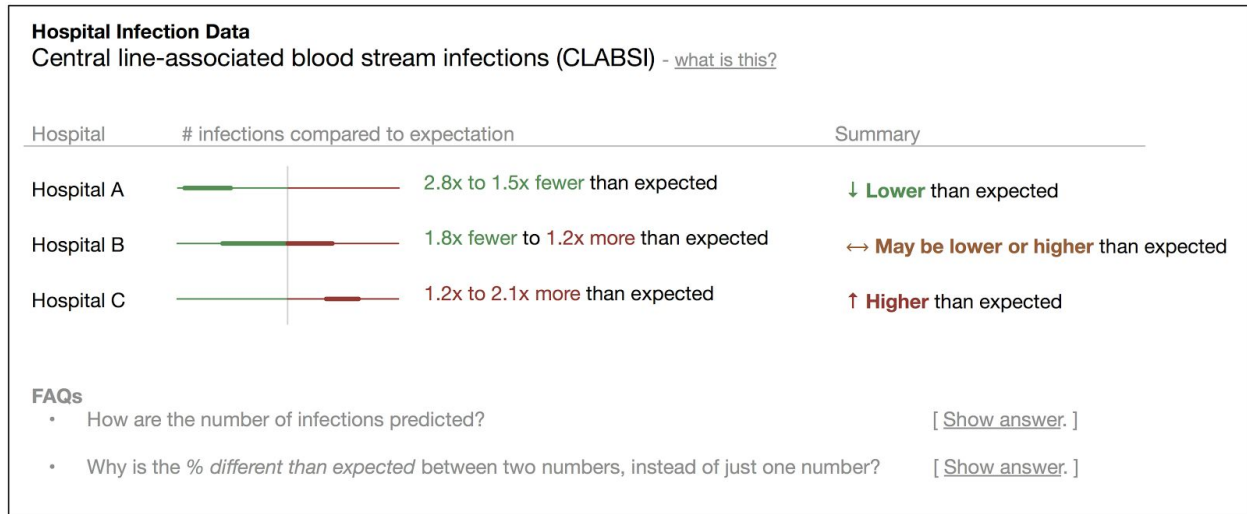 Hospital Infection Data
Central line-associated blood stream infections (CLABSI) - what is this?
Hospital # infections compared to expectation Summary
Hospital A 2.8x to 1.5x fewer than expected ↓ Lower than expected
Hospital B 1.8x fewer to 1.2x more than expected ↔ May be lower or higher than expected
Hospital C 1.2x to 2.1x more than expected ↑ Higher than expected
FAQs
• How are the number of infections predicted? [ Show answer. ]
• Why is the % different than expected between two numbers, instead of just one number? [ Show answer. ]